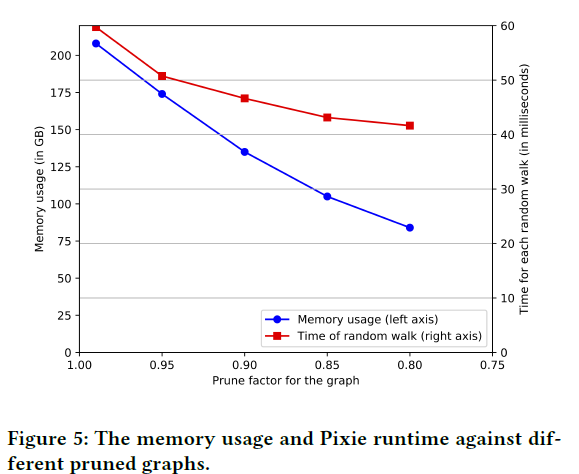 200
175
150
125
100
75
50
25
0
Memory usage (in GB)
60
50
40
30
20
10
0
Time for each random walk (in milliseconds)
Memory usage (left axis)
Time of random walk (right axis)
1.00 0.95 0.90 0.85 0.80 0.75
Prune factor for the graph
Figure 5: The memory usage and Pixie runtime against dif-
ferent pruned graphs.